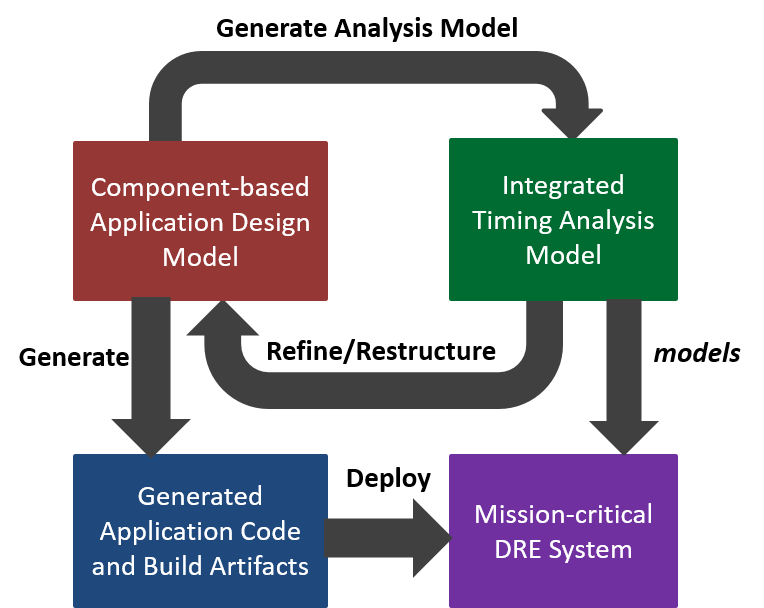 Generate Analysis Model
Component-based
Application Design
Model
Integrated
Timing Analysis
Model
Generate
Refine/Restructure
models
Generated
Application Code
and Build Artifacts
Deploy
Mission-critical
DRE System